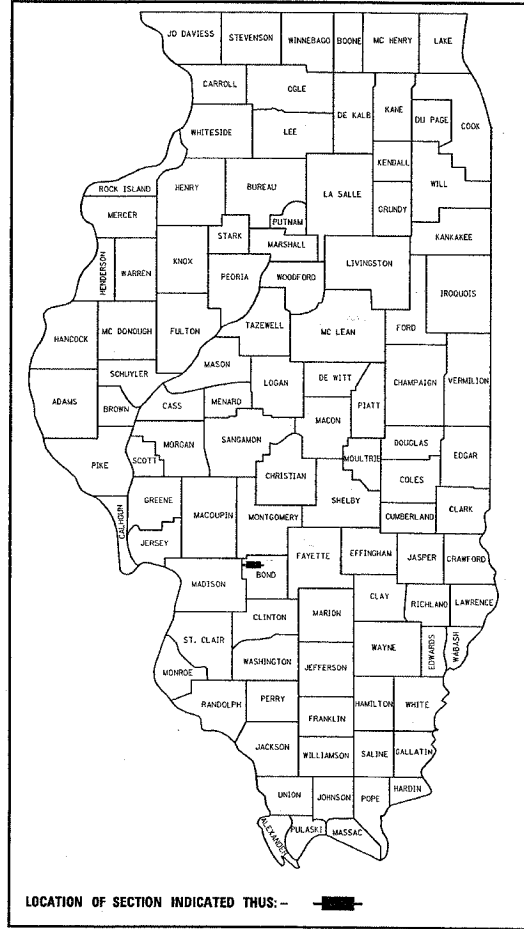 JO DAVIESS STEVENSON WINNEBAGO BOONE MC HENRY LAKE
CARROLL OGLE DE KALB KANE DU PAGE COOK
WHITESIDE LEE KENDALL WILL
ROCK ISLAND HENRY BUREAU LA SALLE GRUNDY
MERCER PUTNAM KANKAKEE
HENDERSON WARREN KNOX STARK MARSHALL LIVINGSTON
PEORIA WOODFORD IROQUOIS
HANCOCK MC DONOUGH FULTON TAZEWELL MC LEAN FORD
SCHUYLER MASON LOGAN DE WITT CHAMPAIGN VERMILION
ADAMS BROWN CASS MENARD MACON PIATT
PIKE SCOTT MORGAN SANGAMON CHRISTIAN MOULTRIE DOUGLAS EDGAR
COLES
CALHOUN GREENE MACOUPIN MONTGOMERY SHELBY CUMBERLAND CLARK
JERSEY FAYETTE EFFINGHAM JASPER CRAWFORD
MADISON BOND CLAY RICHLAND LAWRENCE
CLINTON MARION
ST. CLAIR WAYNE EDWARDS WABASH
MONROE WASHINGTON JEFFERSON
RANDOLPH PERRY HAMILTON WHITE
FRANKLIN
JACKSON WILLIAMSON SALINE GALLATIN
UNION JOHNSON POPE HARDIN
ALEXANDER PULASKI MASSAC
LOCATION OF SECTION INDICATED THUS: -